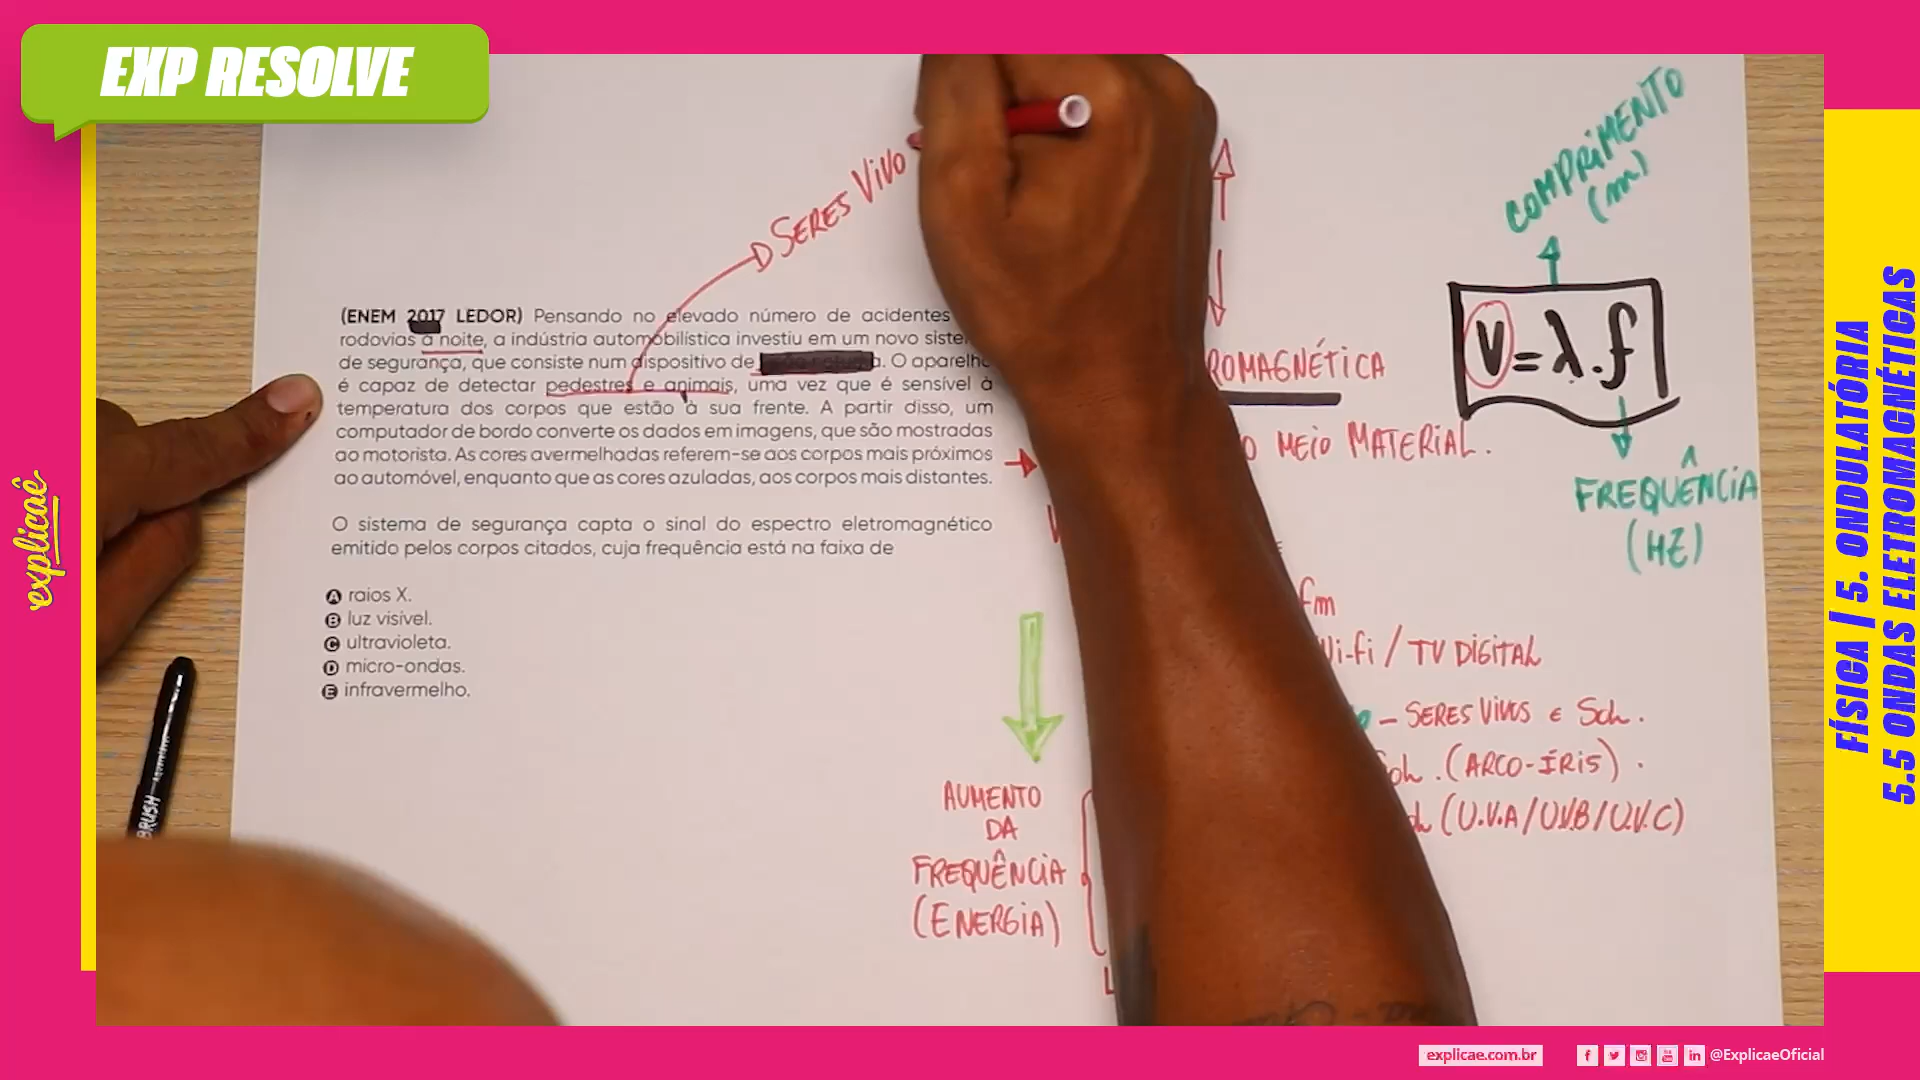 EXP RESOLVE
SERES VIVO
(ENEM 2017 LEDOR) Pensando no elevado número de acidentes
rodovias à noite, a indústria automobilística investiu em um novo
de segurança, que consiste num dispositivo de O aparelho
é capaz de detectar pedestres e animais, uma vez que é sensível à
temperatura dos corpos que estão à sua frente. A partir disso, um
computador de bordo converte os dados em imagens, que são mostradas
ao motorista. As cores avermelhadas referem-se aos corpos mais próximos
ao automóvel, enquanto que as cores azuladas, aos corpos mais distantes.
O sistema de segurança capta o sinal do espectro eletromagnético
emitido pelos corpos citados, cuja frequência está na faixa de
A raios X.
B luz visível.
C ultravioleta.
D micro-ondas.
E infravermelho.
COMPRIMENTO
(m)
V = λ . f
FREQUÊNCIA
(HZ)
ROMAGNÉTICA
O MEIO MATERIAL.
fm
Wi-fi / TV DIGITAL
- SERES VIVOS E SOL.
SOL. (ARCO-ÍRIS).
(U.V.A / U.V.B / U.V.C)
AUMENTO
DA
FREQUÊNCIA
(ENERGIA)
BRUSH
explicaê
FÍSICA | 5. ONDULATÓRIA
5.5 ONDAS ELETROMAGNÉTICAS
explicae.com.br
@ExplicaeOficial